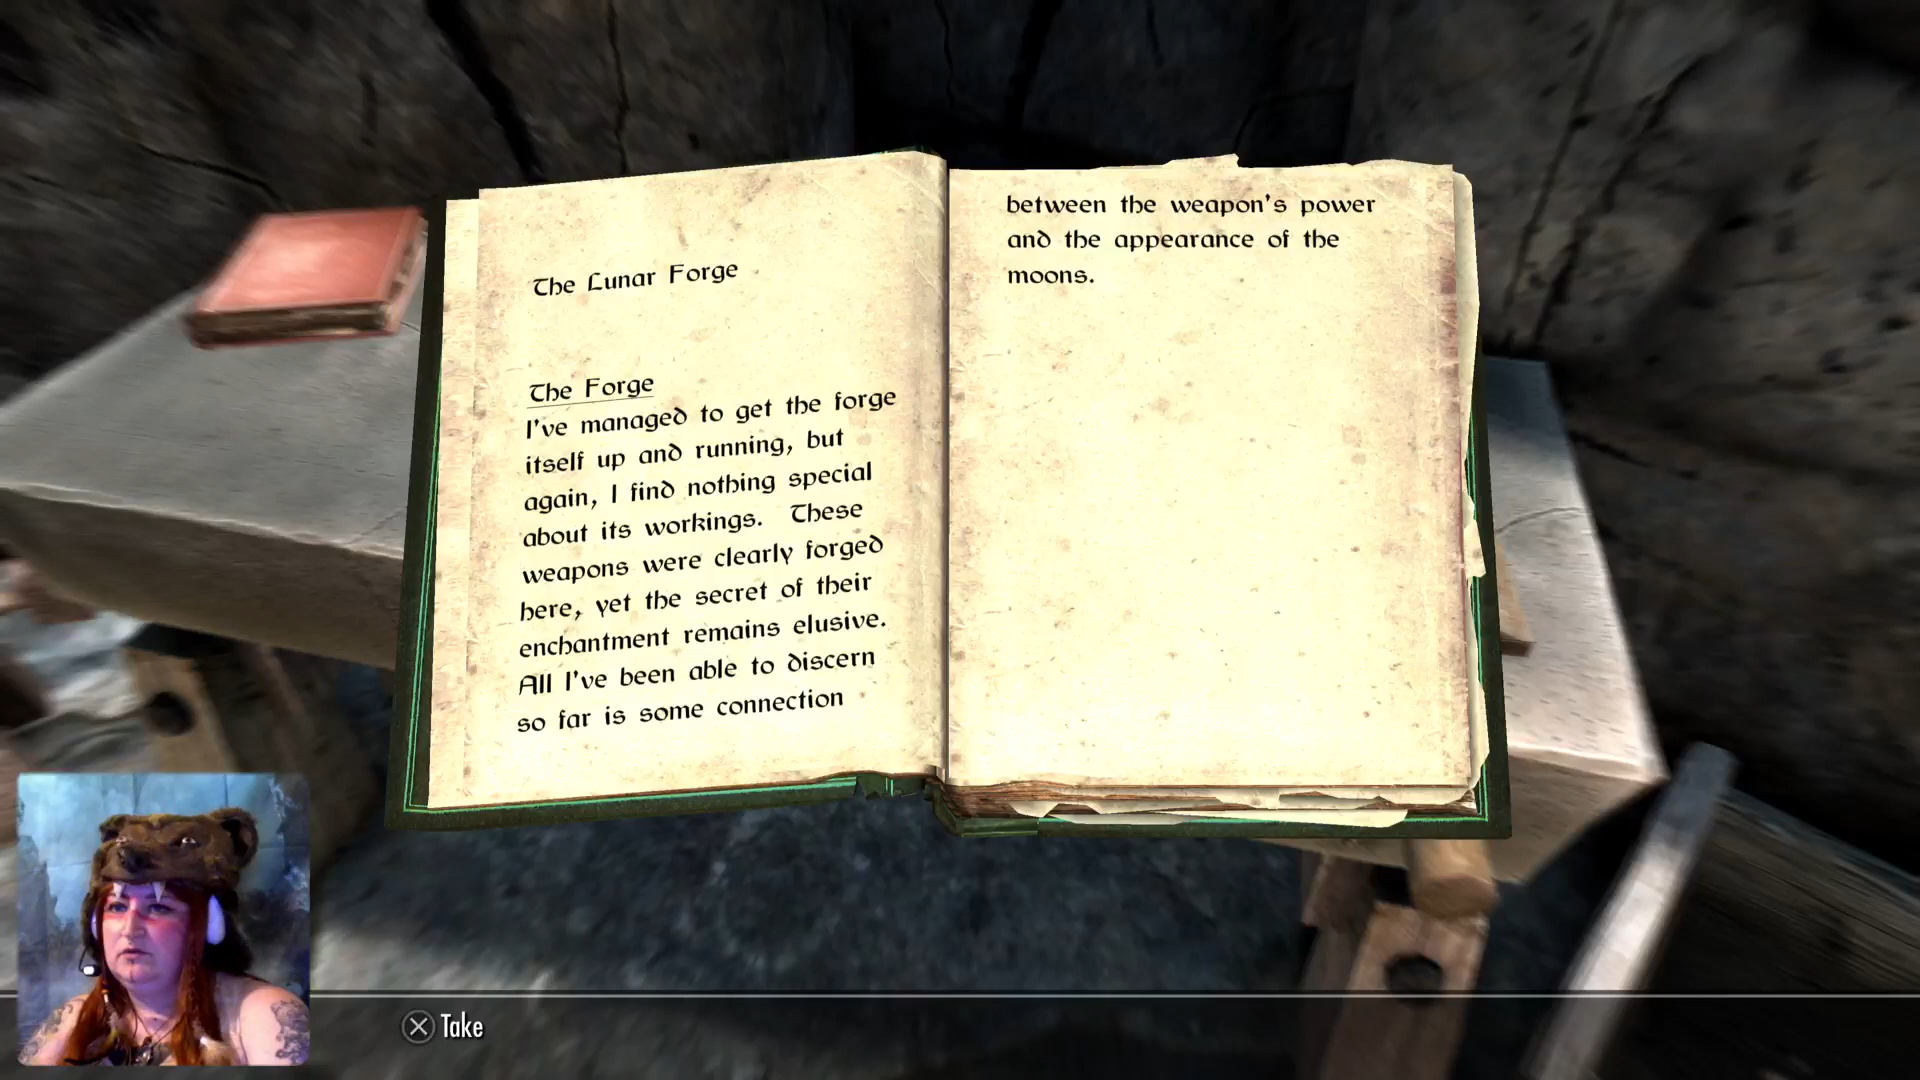 The Lunar Forge
The Forge
I've managed to get the forge
itself up and running, but
again, I find nothing special
about its workings.  These
weapons were clearly forged
here, yet the secret of their
enchantment remains elusive.
All I've been able to discern
so far is some connection
between the weapon's power
and the appearance of the
moons.
Take